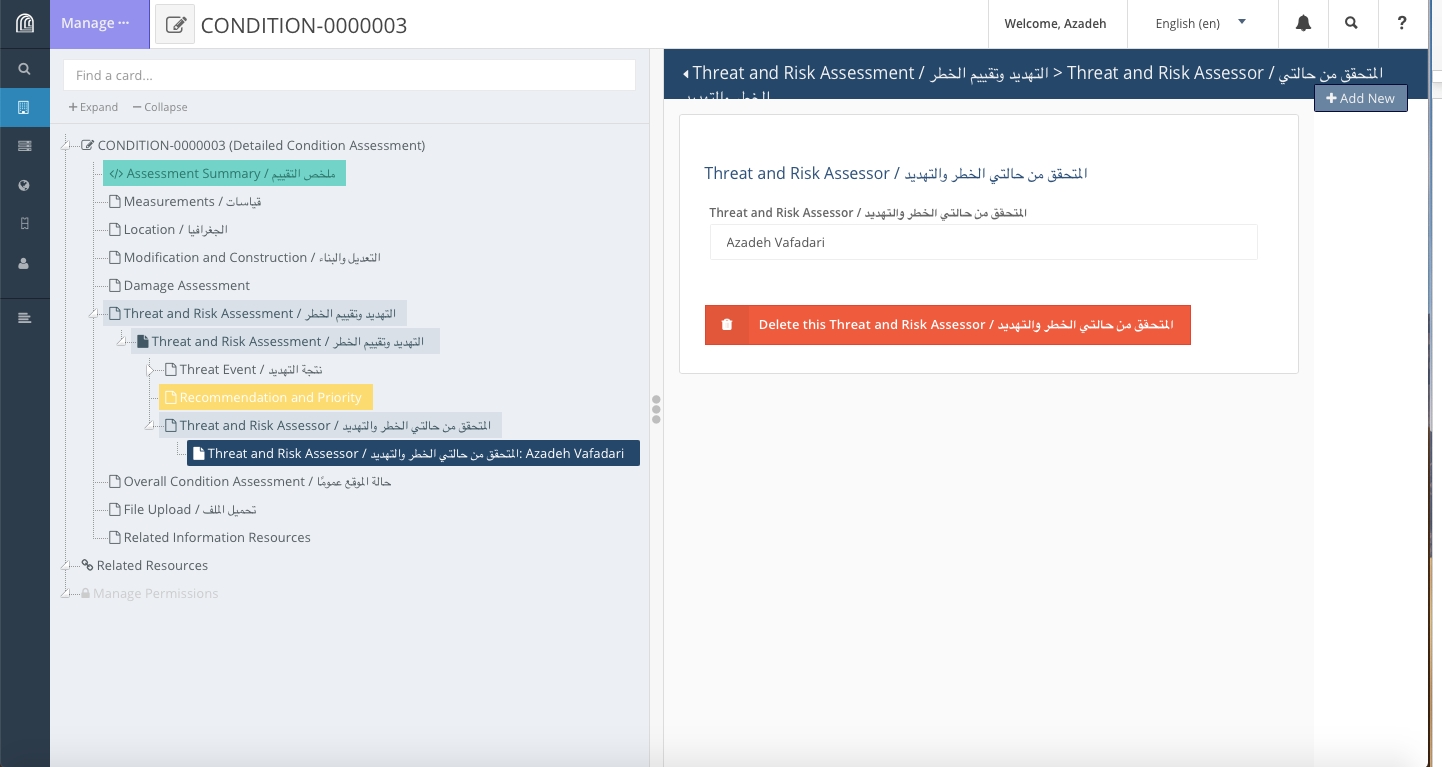 Manage ...
CONDITION-0000003
Welcome, Azadeh
English (en)
?
Find a card...
+ Expand
− Collapse
CONDITION-0000003 (Detailed Condition Assessment)
</> Assessment Summary / ملخص التقييم
Measurements / قياسات
Location / الجغرافيا
Modification and Construction / التعديل والبناء
Damage Assessment
Threat and Risk Assessment / التهديد وتقييم الخطر
Threat and Risk Assessment / التهديد وتقييم الخطر
Threat Event / نتجة التهديد
Recommendation and Priority
Threat and Risk Assessor / المتحقق من حالتي الخطر والتهديد
Threat and Risk Assessor / المتحقق من حالتي الخطر والتهديد: Azadeh Vafadari
Overall Condition Assessment / حالة الموقع عمومًا
File Upload / تحميل الملف
Related Information Resources
Related Resources
Manage Permissions
Threat and Risk Assessment / التهديد وتقييم الخطر > Threat and Risk Assessor / المتحقق من حالتي
الخطر والتهديد
+ Add New
Threat and Risk Assessor / المتحقق من حالتي الخطر والتهديد
Threat and Risk Assessor / المتحقق من حالتي الخطر والتهديد
Azadeh Vafadari
Delete this Threat and Risk Assessor / المتحقق من حالتي الخطر والتهديد